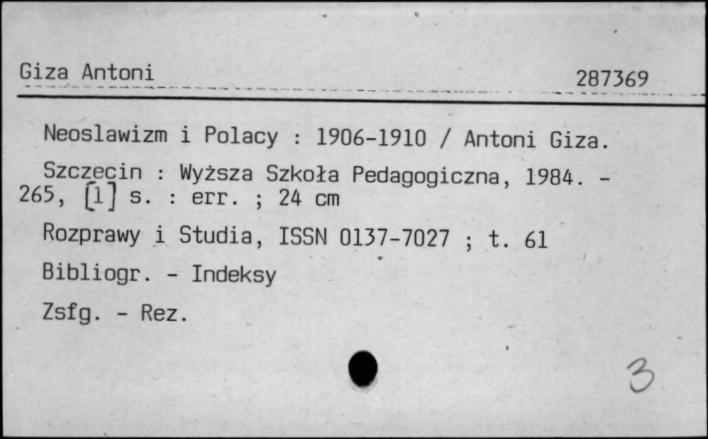 Giza Antoni 287369
Neoslawizm i Polacy : 1906-1910 / Antoni Giza.
Szczecin : Wyższa Szkoła Pedagogiczna, 1984. -
265, [1] s. : err. ; 24 cm
Rozprawy i Studia, ISSN 0137-7027 ; t. 61
Bibliogr. - Indeksy
Zsfg. - Rez.
3